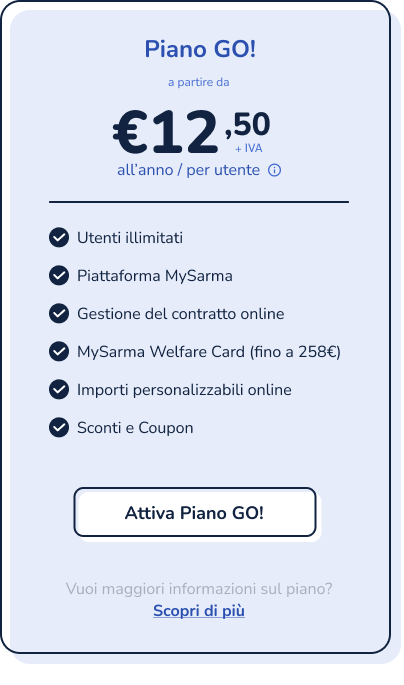 Piano GO!
a partire da
€12,50
+ IVA
all’anno / per utente
Utenti illimitati
Piattaforma MySarma
Gestione del contratto online
MySarma Welfare Card (fino a 258€)
Importi personalizzabili online
Sconti e Coupon
Attiva Piano GO!
Vuoi maggiori informazioni sul piano?
Scopri di più